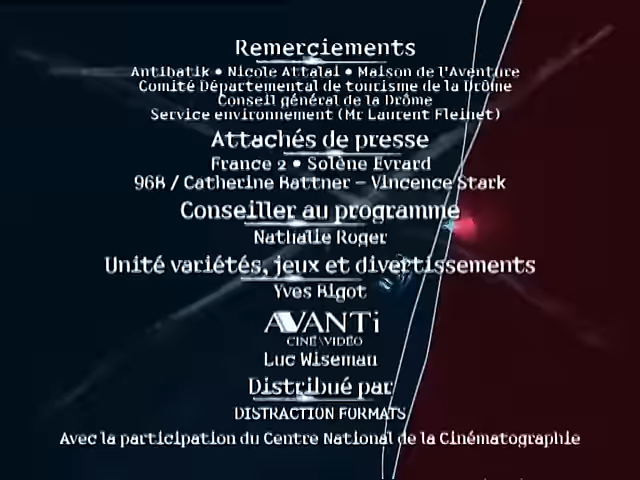 Remerciements
Antibatik • Nicole Attalai • Maison de l'Aventure
Comité Départemental de tourisme de la Drôme
Conseil général de la Drôme
Service environnement (Mr Laurent Fleinet)
Attachés de presse
France 2 • Solène Evrard
96B / Catherine Battner – Vincence Stark
Conseiller au programme
Nathalie Roger
Unité variétés, jeux et divertissements
Yves Bigot
AVANTi
CINÉ\VIDÉO
Luc Wiseman
Distribué par
DISTRACTION FORMATS
Avec la participation du Centre National de la Cinématographie